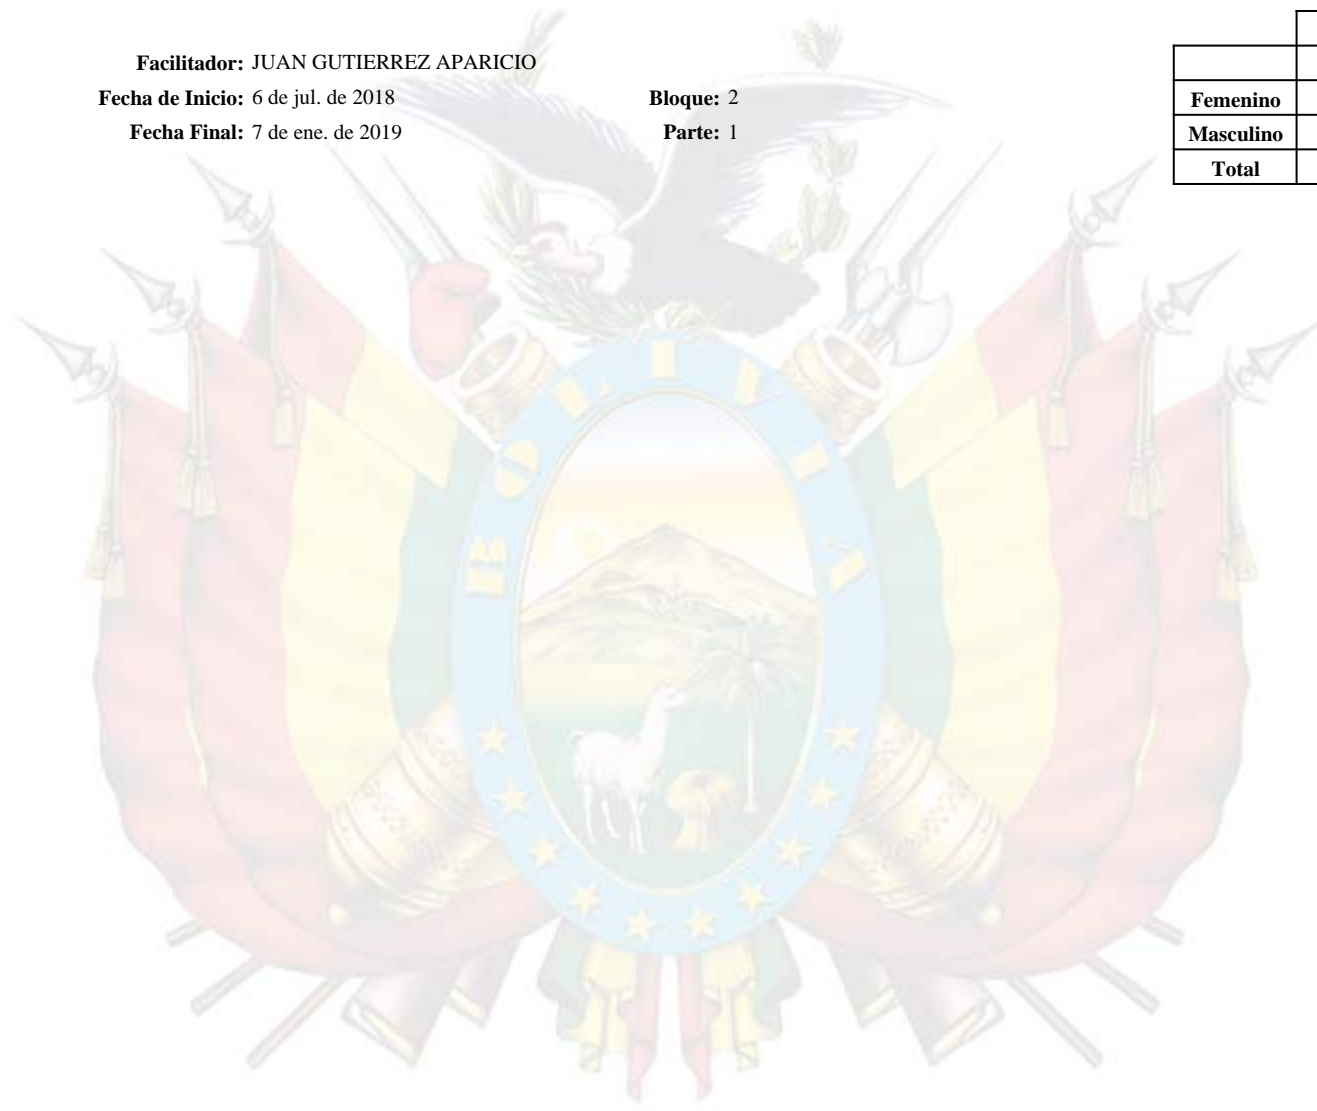 Facilitador: JUAN GUTIERREZ APARICIO
Fecha de Inicio: 6 de jul. de 2018 Bloque: 2
Fecha Final: 7 de ene. de 2019 Parte: 1
Femenino
Masculino
Total
BOLIVIA